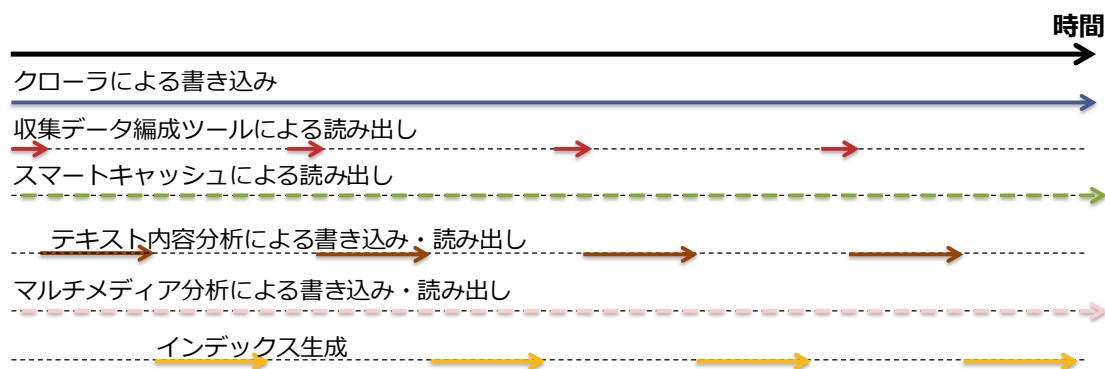 時間
クローラによる書き込み
収集データ編成ツールによる読み出し
スマートキャッシュによる読み出し
テキスト内容分析による書き込み・読み出し
マルチメディア分析による書き込み・読み出し
インデックス生成